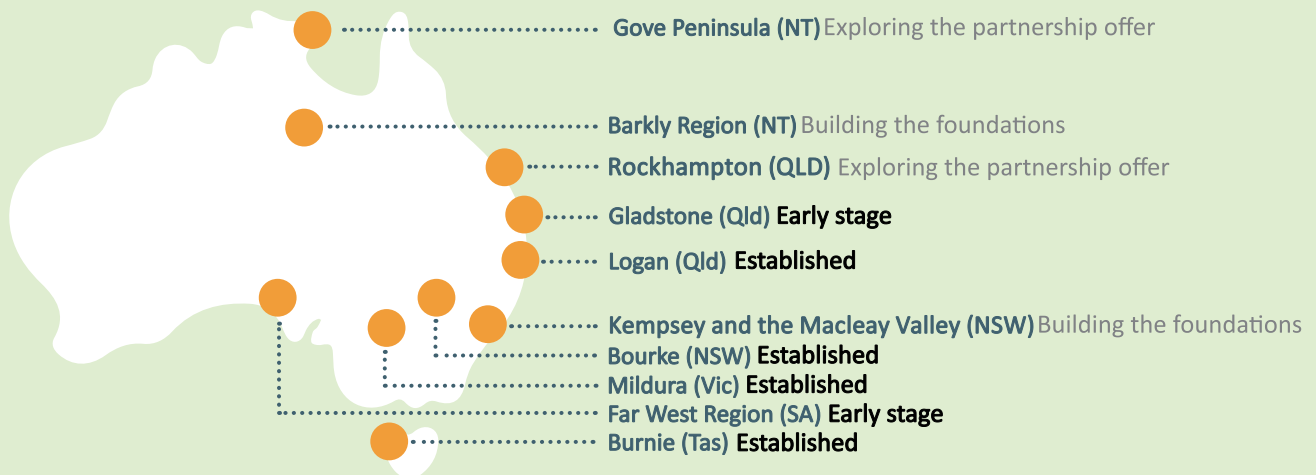 Gove Peninsula (NT) Exploring the partnership offer
Barkly Region (NT) Building the foundations
Rockhampton (QLD) Exploring the partnership offer
Gladstone (Qld) Early stage
Logan (Qld) Established
Kempsey and the Macleay Valley (NSW) Building the foundations
Bourke (NSW) Established
Mildura (Vic) Established
Far West Region (SA) Early stage
Burnie (Tas) Established